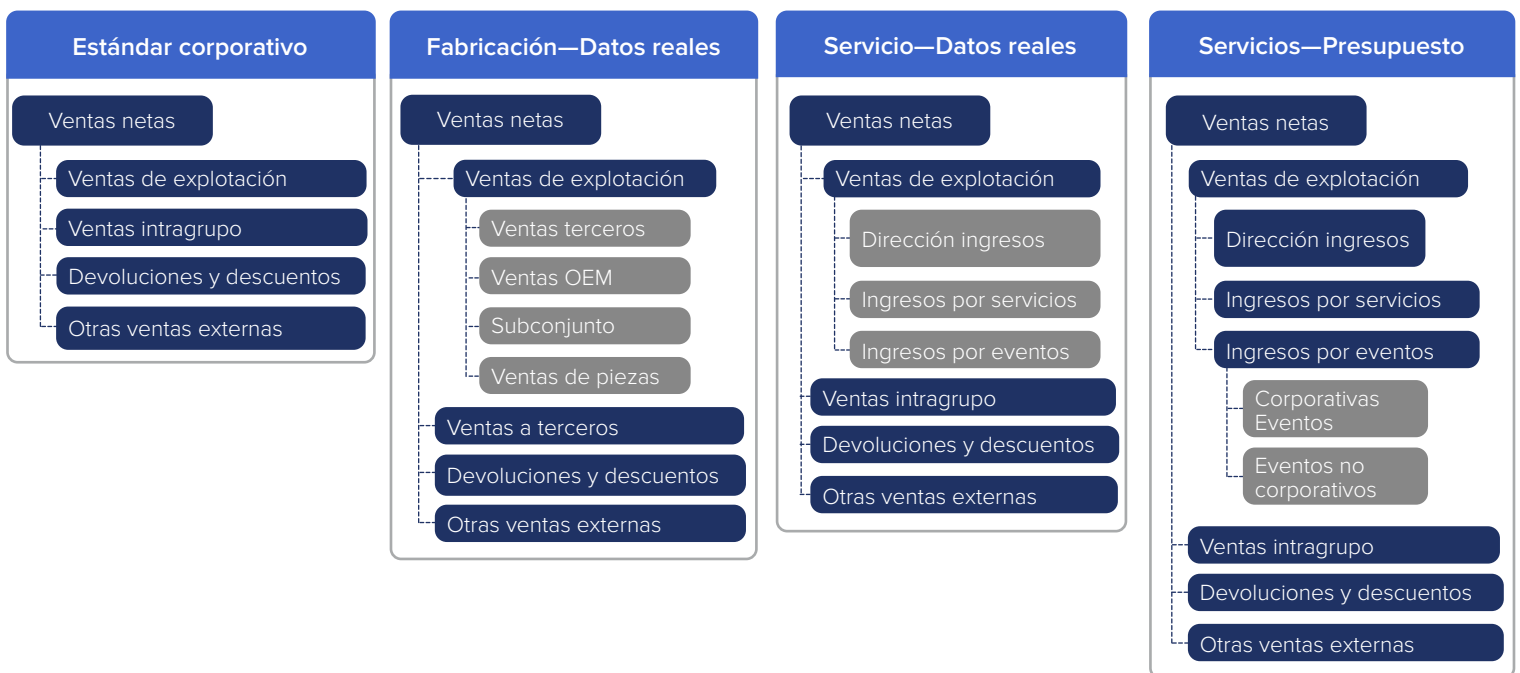 Estándar corporativo
Ventas netas
Ventas de explotación
Ventas intragrupo
Devoluciones y descuentos
Otras ventas externas
Fabricación—Datos reales
Ventas netas
Ventas de explotación
Ventas terceros
Ventas OEM
Subconjunto
Ventas de piezas
Ventas a terceros
Devoluciones y descuentos
Otras ventas externas
Servicio—Datos reales
Ventas netas
Ventas de explotación
Dirección ingresos
Ingresos por servicios
Ingresos por eventos
Ventas intragrupo
Devoluciones y descuentos
Otras ventas externas
Servicios—Presupuesto
Ventas netas
Ventas de explotación
Dirección ingresos
Ingresos por servicios
Ingresos por eventos
Corporativas
Eventos
Eventos no
corporativos
Ventas intragrupo
Devoluciones y descuentos
Otras ventas externas